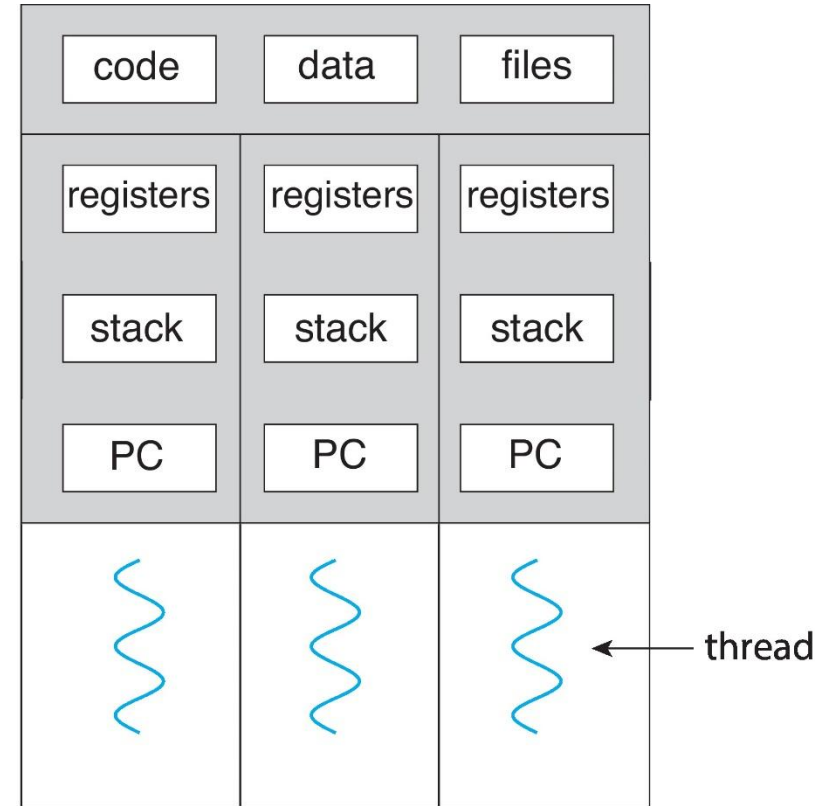 code data files
registers registers registers
stack stack stack
PC PC PC
thread